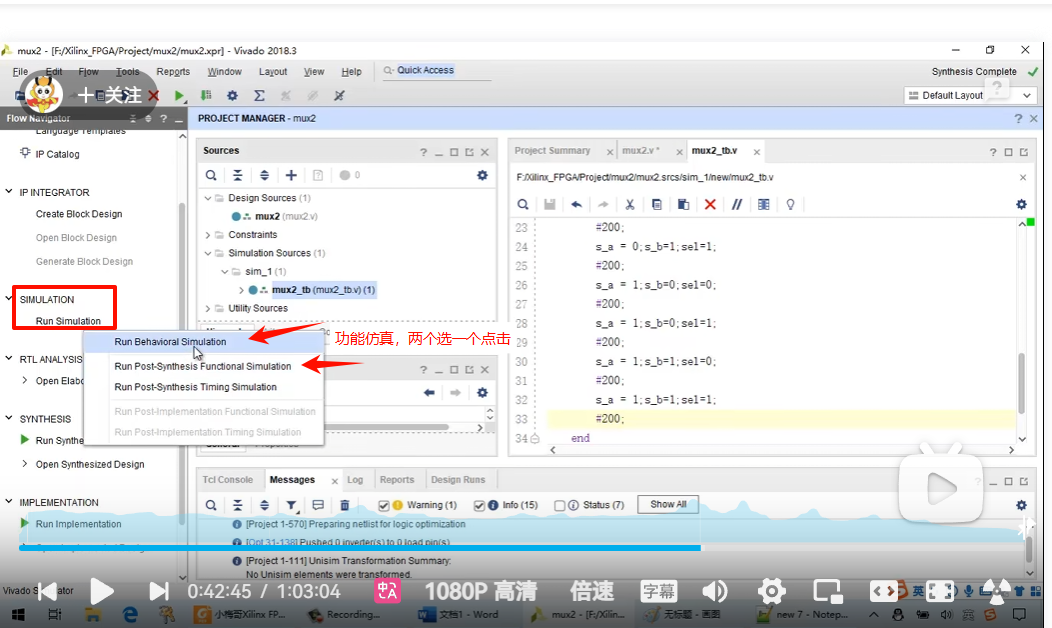 mux2 - [F:/Xilinx_FPGA/Project/mux2/mux2.xpr] - Vivado 2018.3
File Edit Flow Tools Reports Window Layout View Help Quick Access
Synthesis Complete
十关注
Default Layout
Flow Navigator
PROJECT MANAGER - mux2
Language Templates
IP Catalog
IP INTEGRATOR
Create Block Design
Open Block Design
Generate Block Design
SIMULATION
Run Simulation
Run Behavioral Simulation
Run Post-Synthesis Functional Simulation
Run Post-Synthesis Timing Simulation
Run Post-Implementation Functional Simulation
Run Post-Implementation Timing Simulation
功能仿真，两个选一个点击
RTL ANALYSIS
SYNTHESIS
Open Synthesized Design
IMPLEMENTATION
Run Implementation
Sources
0
Design Sources (1)
mux2 (mux2.v)
Constraints
Simulation Sources (1)
sim_1 (1)
mux2_tb (mux2_tb.v) (1)
Utility Sources
Project Summary
mux2.v *
mux2_tb.v
F:/Xilinx_FPGA/Project/mux2/mux2.srcs/sim_1/new/mux2_tb.v
23 #200;
24 s_a = 0;s_b=1;sel=1;
25 #200;
26 s_a = 1;s_b=0;sel=0;
27 #200;
28 s_a = 1;s_b=0;sel=1;
29 #200;
30 s_a = 1;s_b=1;sel=0;
31 #200;
32 s_a = 1;s_b=1;sel=1;
33 #200;
34 end
Tcl Console Messages Log Reports Design Runs
Warning (1) Info (15) Status (7) Show All
[Project 1-570] Preparing netlist for logic optimization
[Opt 31-138] Pushed 0 inverter(s) to 0 load pin(s).
[Project 1-111] Unisim Transformation Summary:
No Unisim elements were transformed.
0:42:45 / 1:03:04
1080P 高清
倍速
字幕
英
小梅哥Xilinx FP...
Recording...
文档1 - Word
mux2 - [F:/Xilin...
无标题 - 画图
new 7 - Notep...